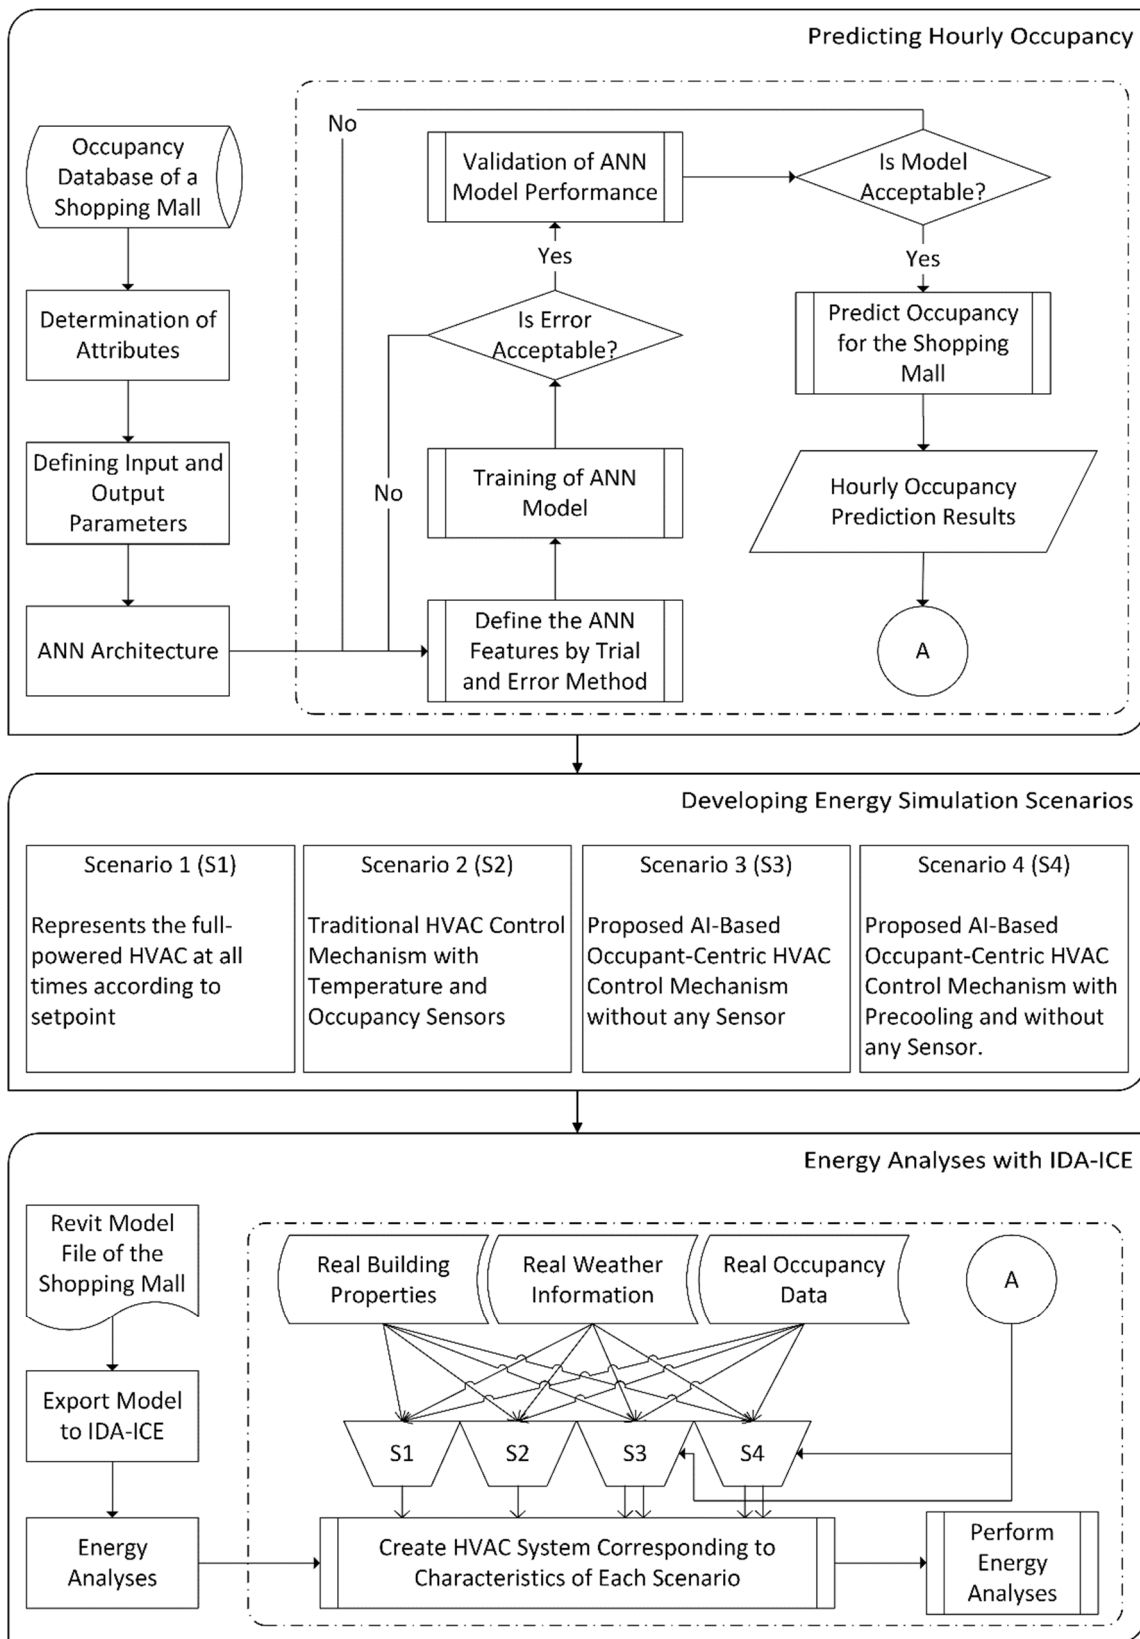 Predicting Hourly Occupancy
Occupancy
Database of a
Shopping Mall
Determination of
Attributes
Defining Input and
Output
Parameters
ANN Architecture
No
Validation of ANN
Model Performance
Is Model
Acceptable?
Yes
Is Error
Acceptable?
No
Training of ANN
Model
Define the ANN
Features by Trial
and Error Method
Yes
Predict Occupancy
for the Shopping
Mall
Hourly Occupancy
Prediction Results
A
Developing Energy Simulation Scenarios
Scenario 1 (S1)
Represents the full-
powered HVAC at all
times according to
setpoint
Scenario 2 (S2)
Traditional HVAC Control
Mechanism with
Temperature and
Occupancy Sensors
Scenario 3 (S3)
Proposed AI-Based
Occupant-Centric HVAC
Control Mechanism
without any Sensor
Scenario 4 (S4)
Proposed AI-Based
Occupant-Centric HVAC
Control Mechanism with
Precooling and without
any Sensor.
Energy Analyses with IDA-ICE
Revit Model
File of the
Shopping Mall
Export Model
to IDA-ICE
Energy
Analyses
Real Building
Properties
Real Weather
Information
Real Occupancy
Data
A
S1
S2
S3
S4
Create HVAC System Corresponding to
Characteristics of Each Scenario
Perform
Energy
Analyses